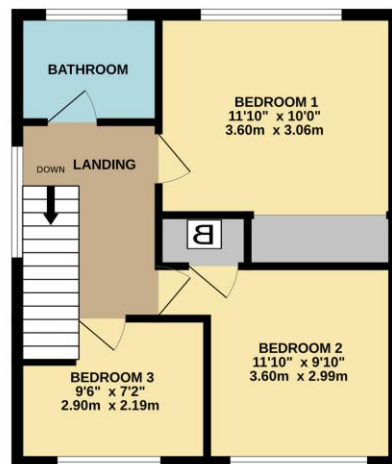 BATHROOM
BEDROOM 1
11'10" x 10'0"
3.60m x 3.06m
DOWN
LANDING
B
BEDROOM 2
11'10" x 9'10"
3.60m x 2.99m
BEDROOM 3
9'6" x 7'2"
2.90m x 2.19m